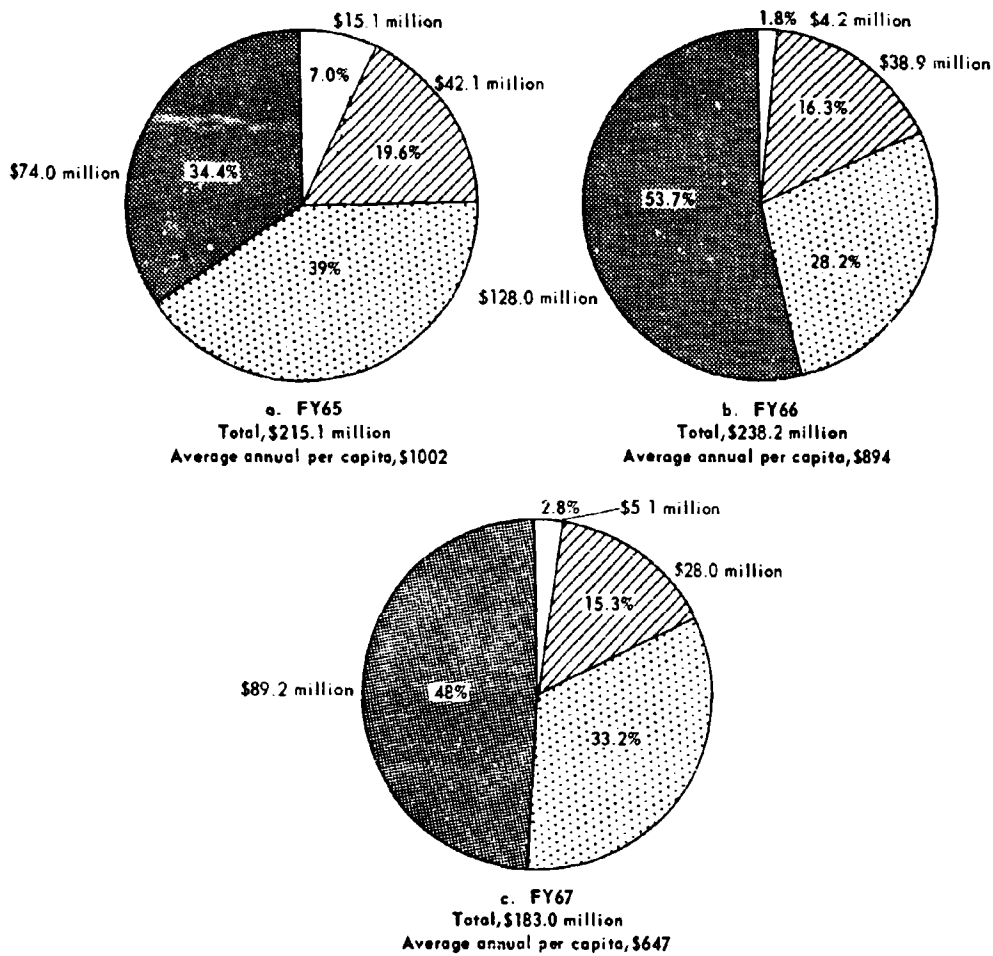 $15.1 million
7.0%
$42.1 million
19.6%
$74.0 million
34.4%
39%
a. FY65
Total, $215.1 million
Average annual per capita, $1002
1.8% $4.2 million
$38.9 million
16.3%
53.7%
28.2%
$128.0 million
b. FY66
Total, $238.2 million
Average annual per capita, $894
2.8%
$5 1 million
$28.0 million
15.3%
$89.2 million
48%
33.2%
c. FY67
Total, $183.0 million
Average annual per capita, $647